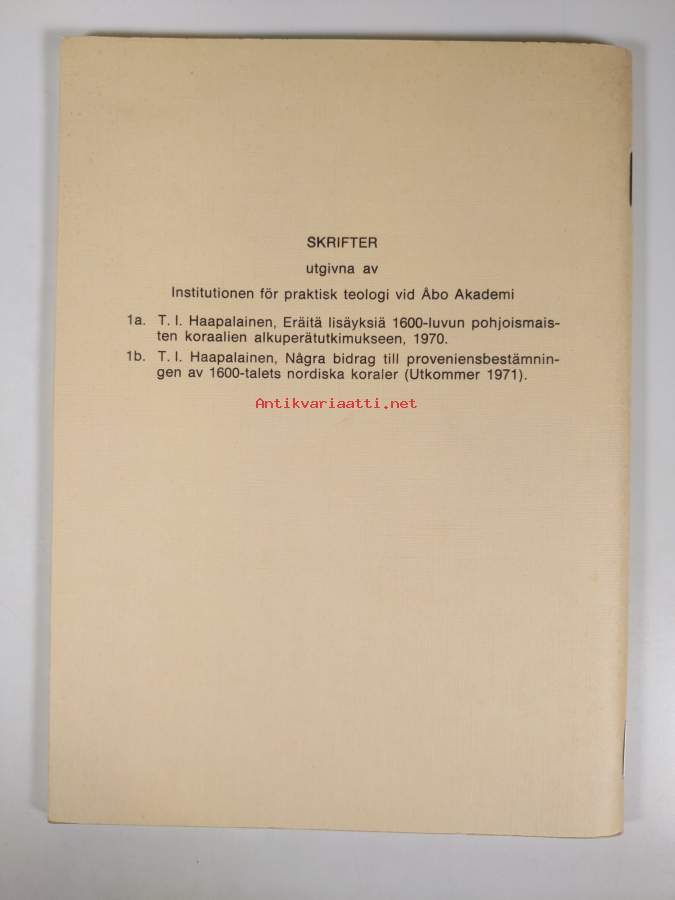 SKRIFTER
utgivna av
Institutionen för praktisk teologi vid Åbo Akademi
1a. T. I. Haapalainen, Eräitä lisäyksiä 1600-luvun pohjoismais-
ten koraalien alkuperätutkimukseen, 1970.
1b. T. I. Haapalainen, Några bidrag till proveniensbestämnin-
gen av 1600-talets nordiska koraler (Utkommer 1971).
Antikvariaatti.net